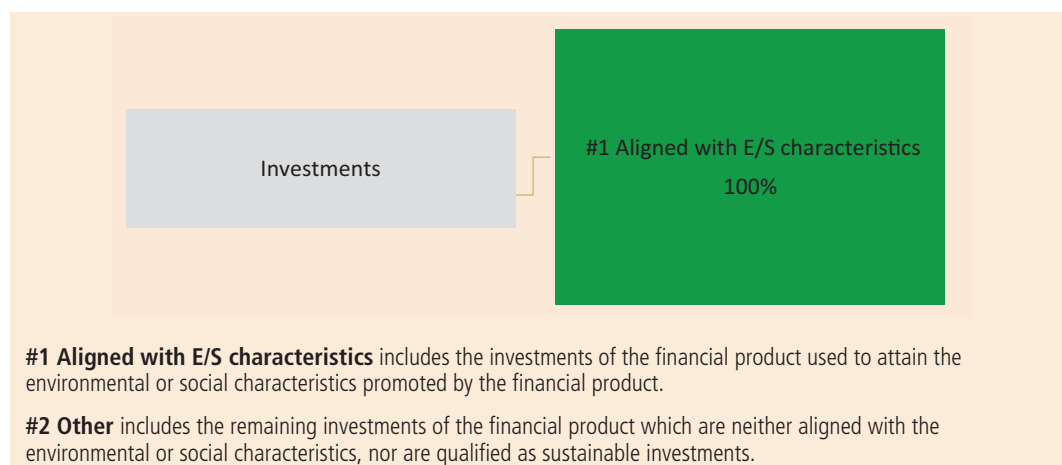 Investments
#1 Aligned with E/S characteristics
100%
#1 Aligned with E/S characteristics includes the investments of the financial product used to attain the
environmental or social characteristics promoted by the financial product.
#2 Other includes the remaining investments of the financial product which are neither aligned with the
environmental or social characteristics, nor are qualified as sustainable investments.